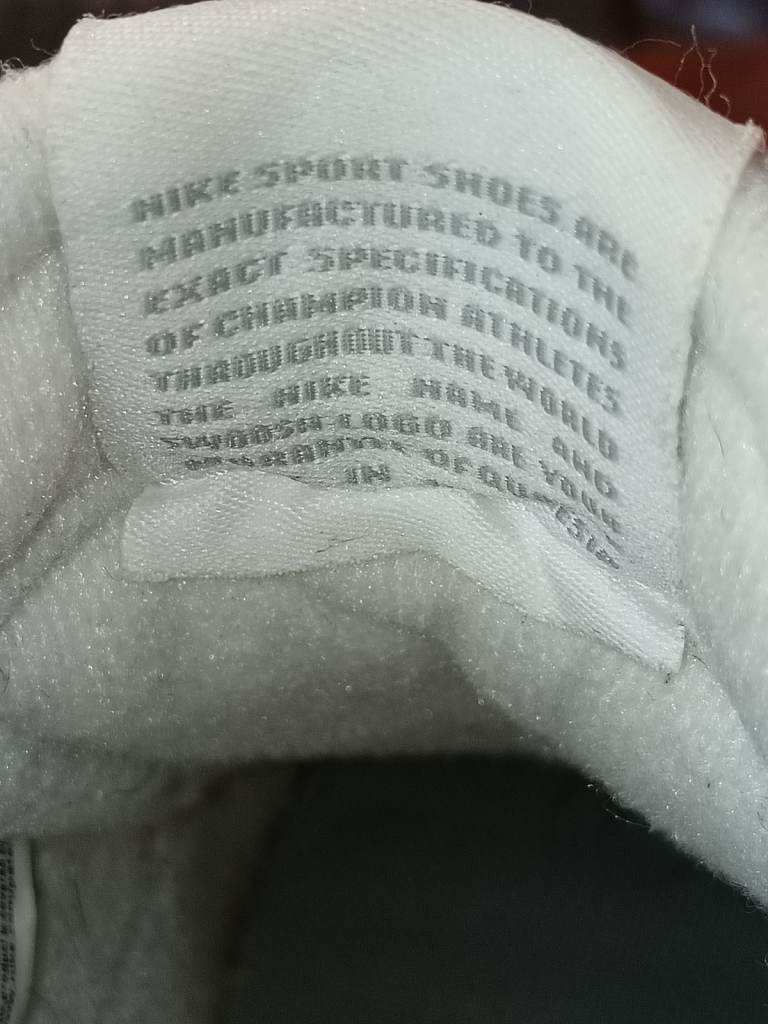 NIKE SPORT SHOES ARE
MANUFACTURED TO THE
EXACT SPECIFICATIONS
OF CHAMPION ATHLETES
THROUGHOUT THE WORLD
THE NIKE NAME AND
SWOOSH LOGO ARE YOUR
IN